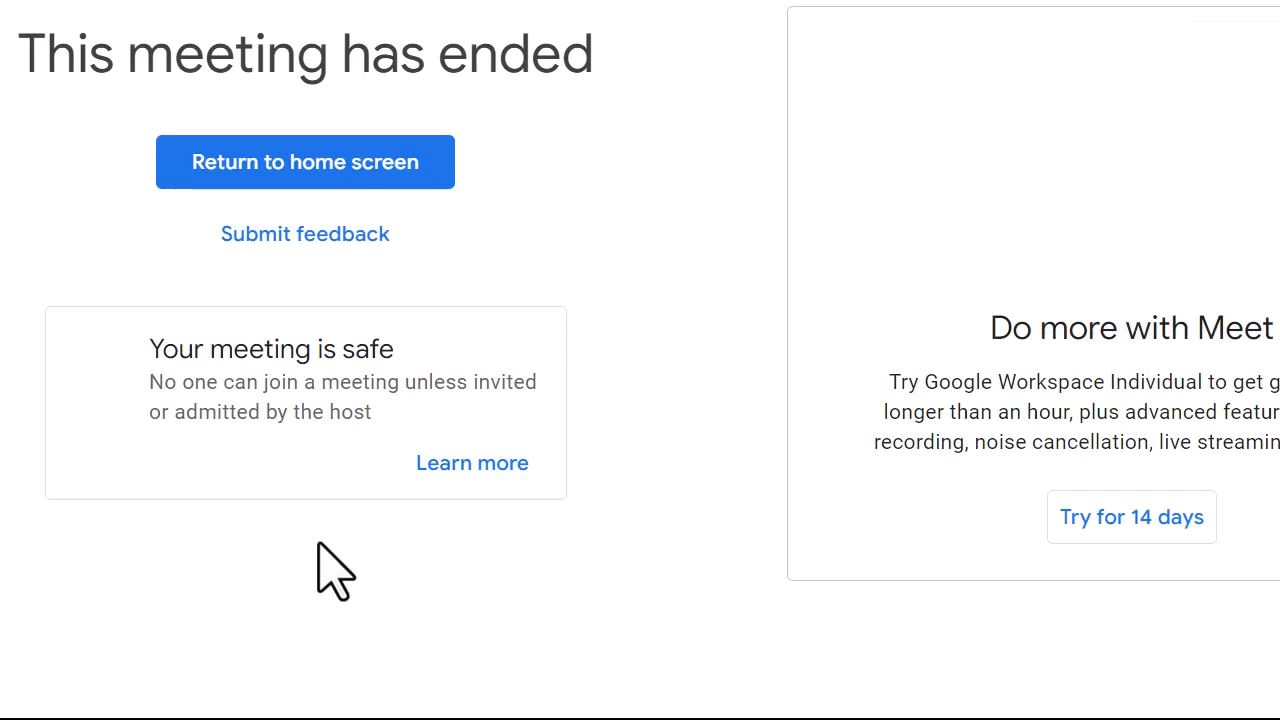 This meeting has ended
Return to home screen
Submit feedback
Your meeting is safe
No one can join a meeting unless invited
or admitted by the host
Learn more
Do more with Meet
Try Google Workspace Individual to get
longer than an hour, plus advanced
recording, noise cancellation, live
Try for 14 days